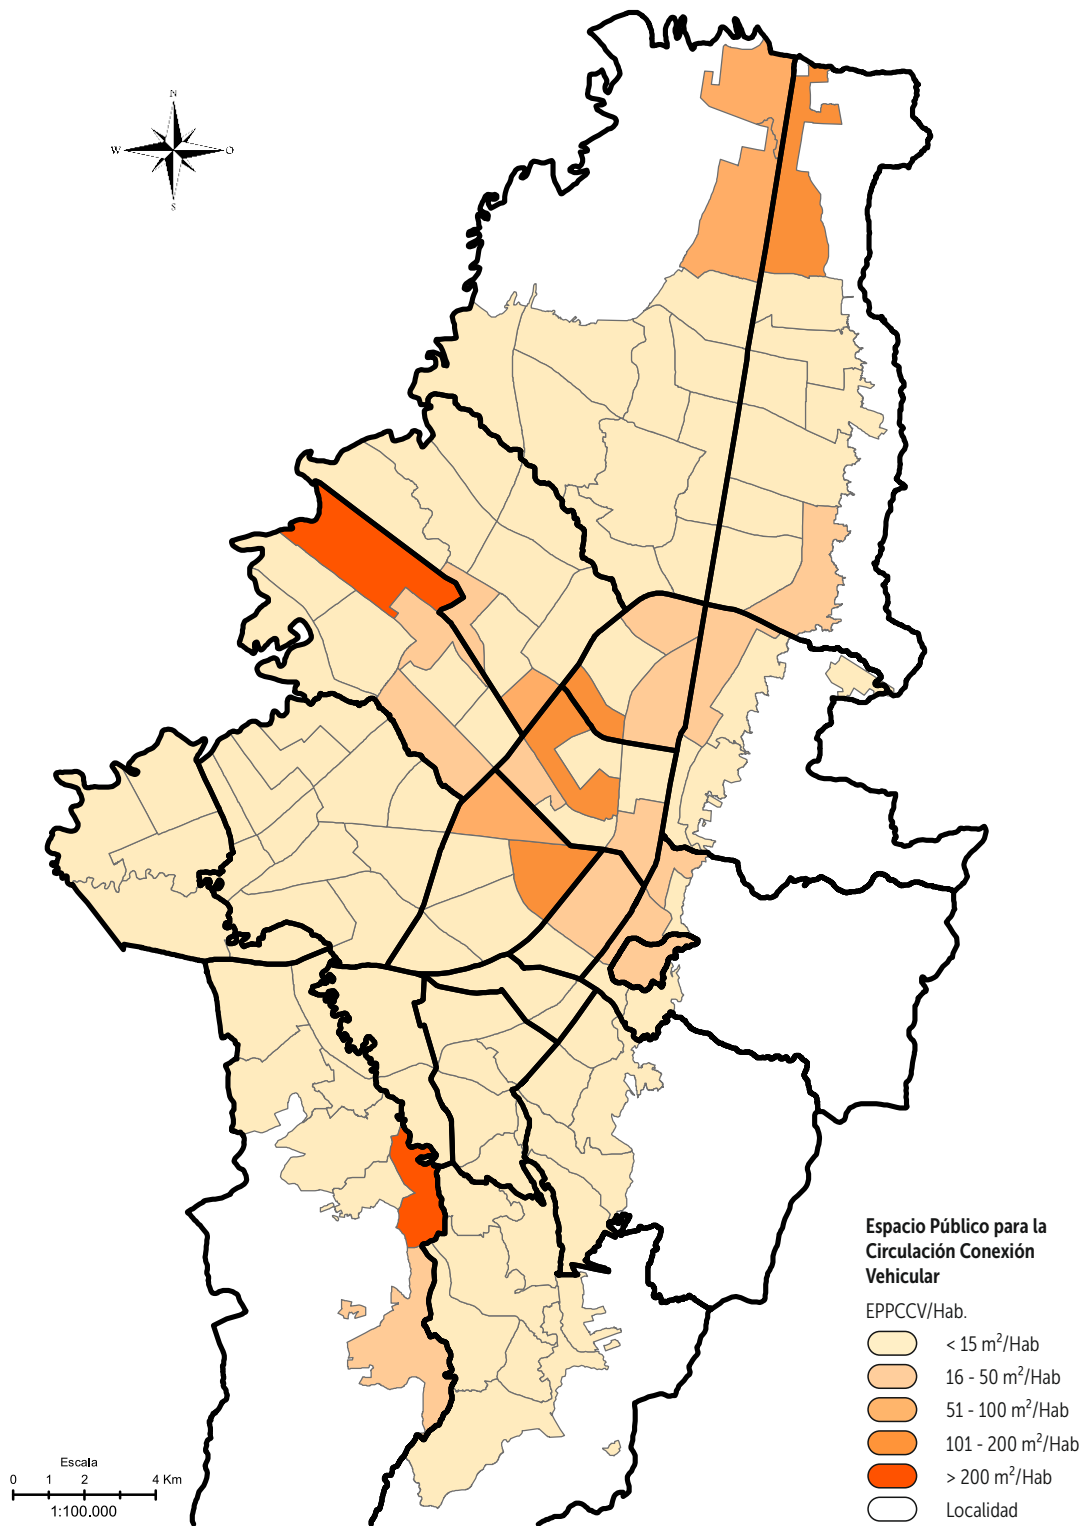 N
W
O
S
Espacio Público para la
Circulación Conexión
Vehicular
EPPCCV/Hab.
< 15 m²/Hab
16 - 50 m²/Hab
51 - 100 m²/Hab
101 - 200 m²/Hab
> 200 m²/Hab
Localidad
Escala
0 1 2 4 Km
1:100.000